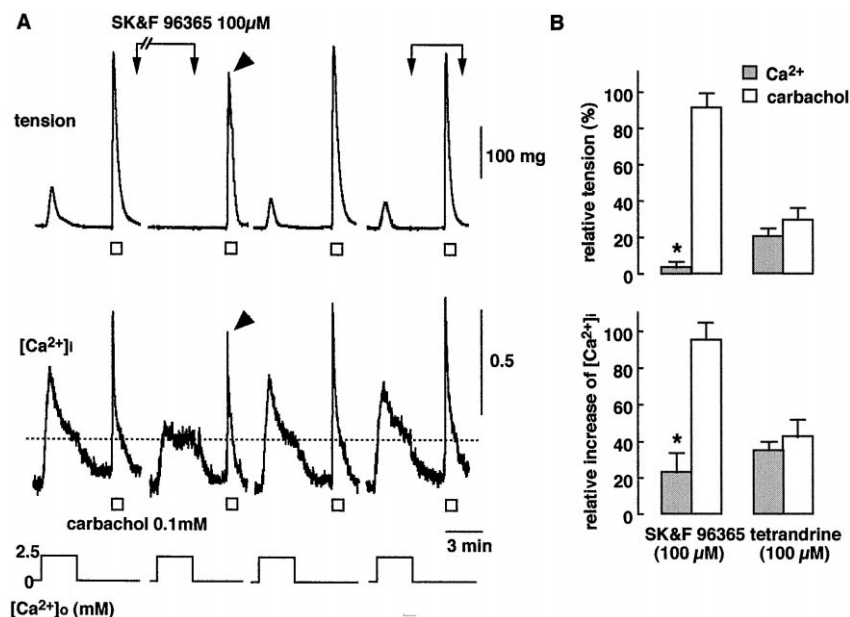 A
SK&F 96365 100µM
tension
100 mg
[Ca2+]i
0.5
carbachol 0.1mM
3 min
2.5
0
[Ca2+]o (mM)
B
Ca2+
carbachol
relative tension (%)
100
80
60
40
20
0
*
relative increase of [Ca2+]i
100
80
60
40
20
0
*
SK&F 96365 tetrandrine
(100 µM) (100 µM)